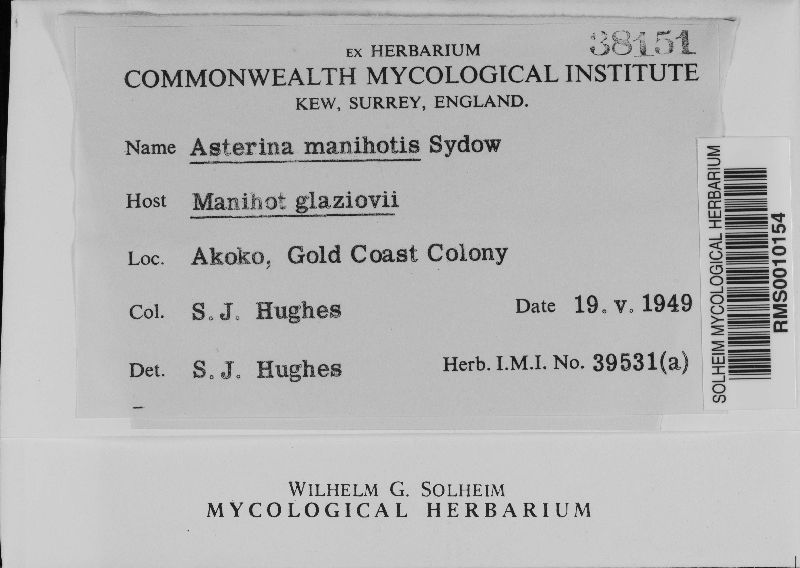 38151
EX HERBARIUM
COMMONWEALTH MYCOLOGICAL INSTITUTE
KEW, SURREY, ENGLAND.
Name Asterina manihotis Sydow
Host Manihot glaziovii
Loc. Akoko, Gold Coast Colony
Col. S. J. Hughes Date 19. v. 1949
Det. S. J. Hughes Herb. I.M.I. No. 39531(a)
SOLHEIM MYCOLOGICAL HERBARIUM
RMS0010154
WILHELM G. SOLHEIM
MYCOLOGICAL HERBARIUM